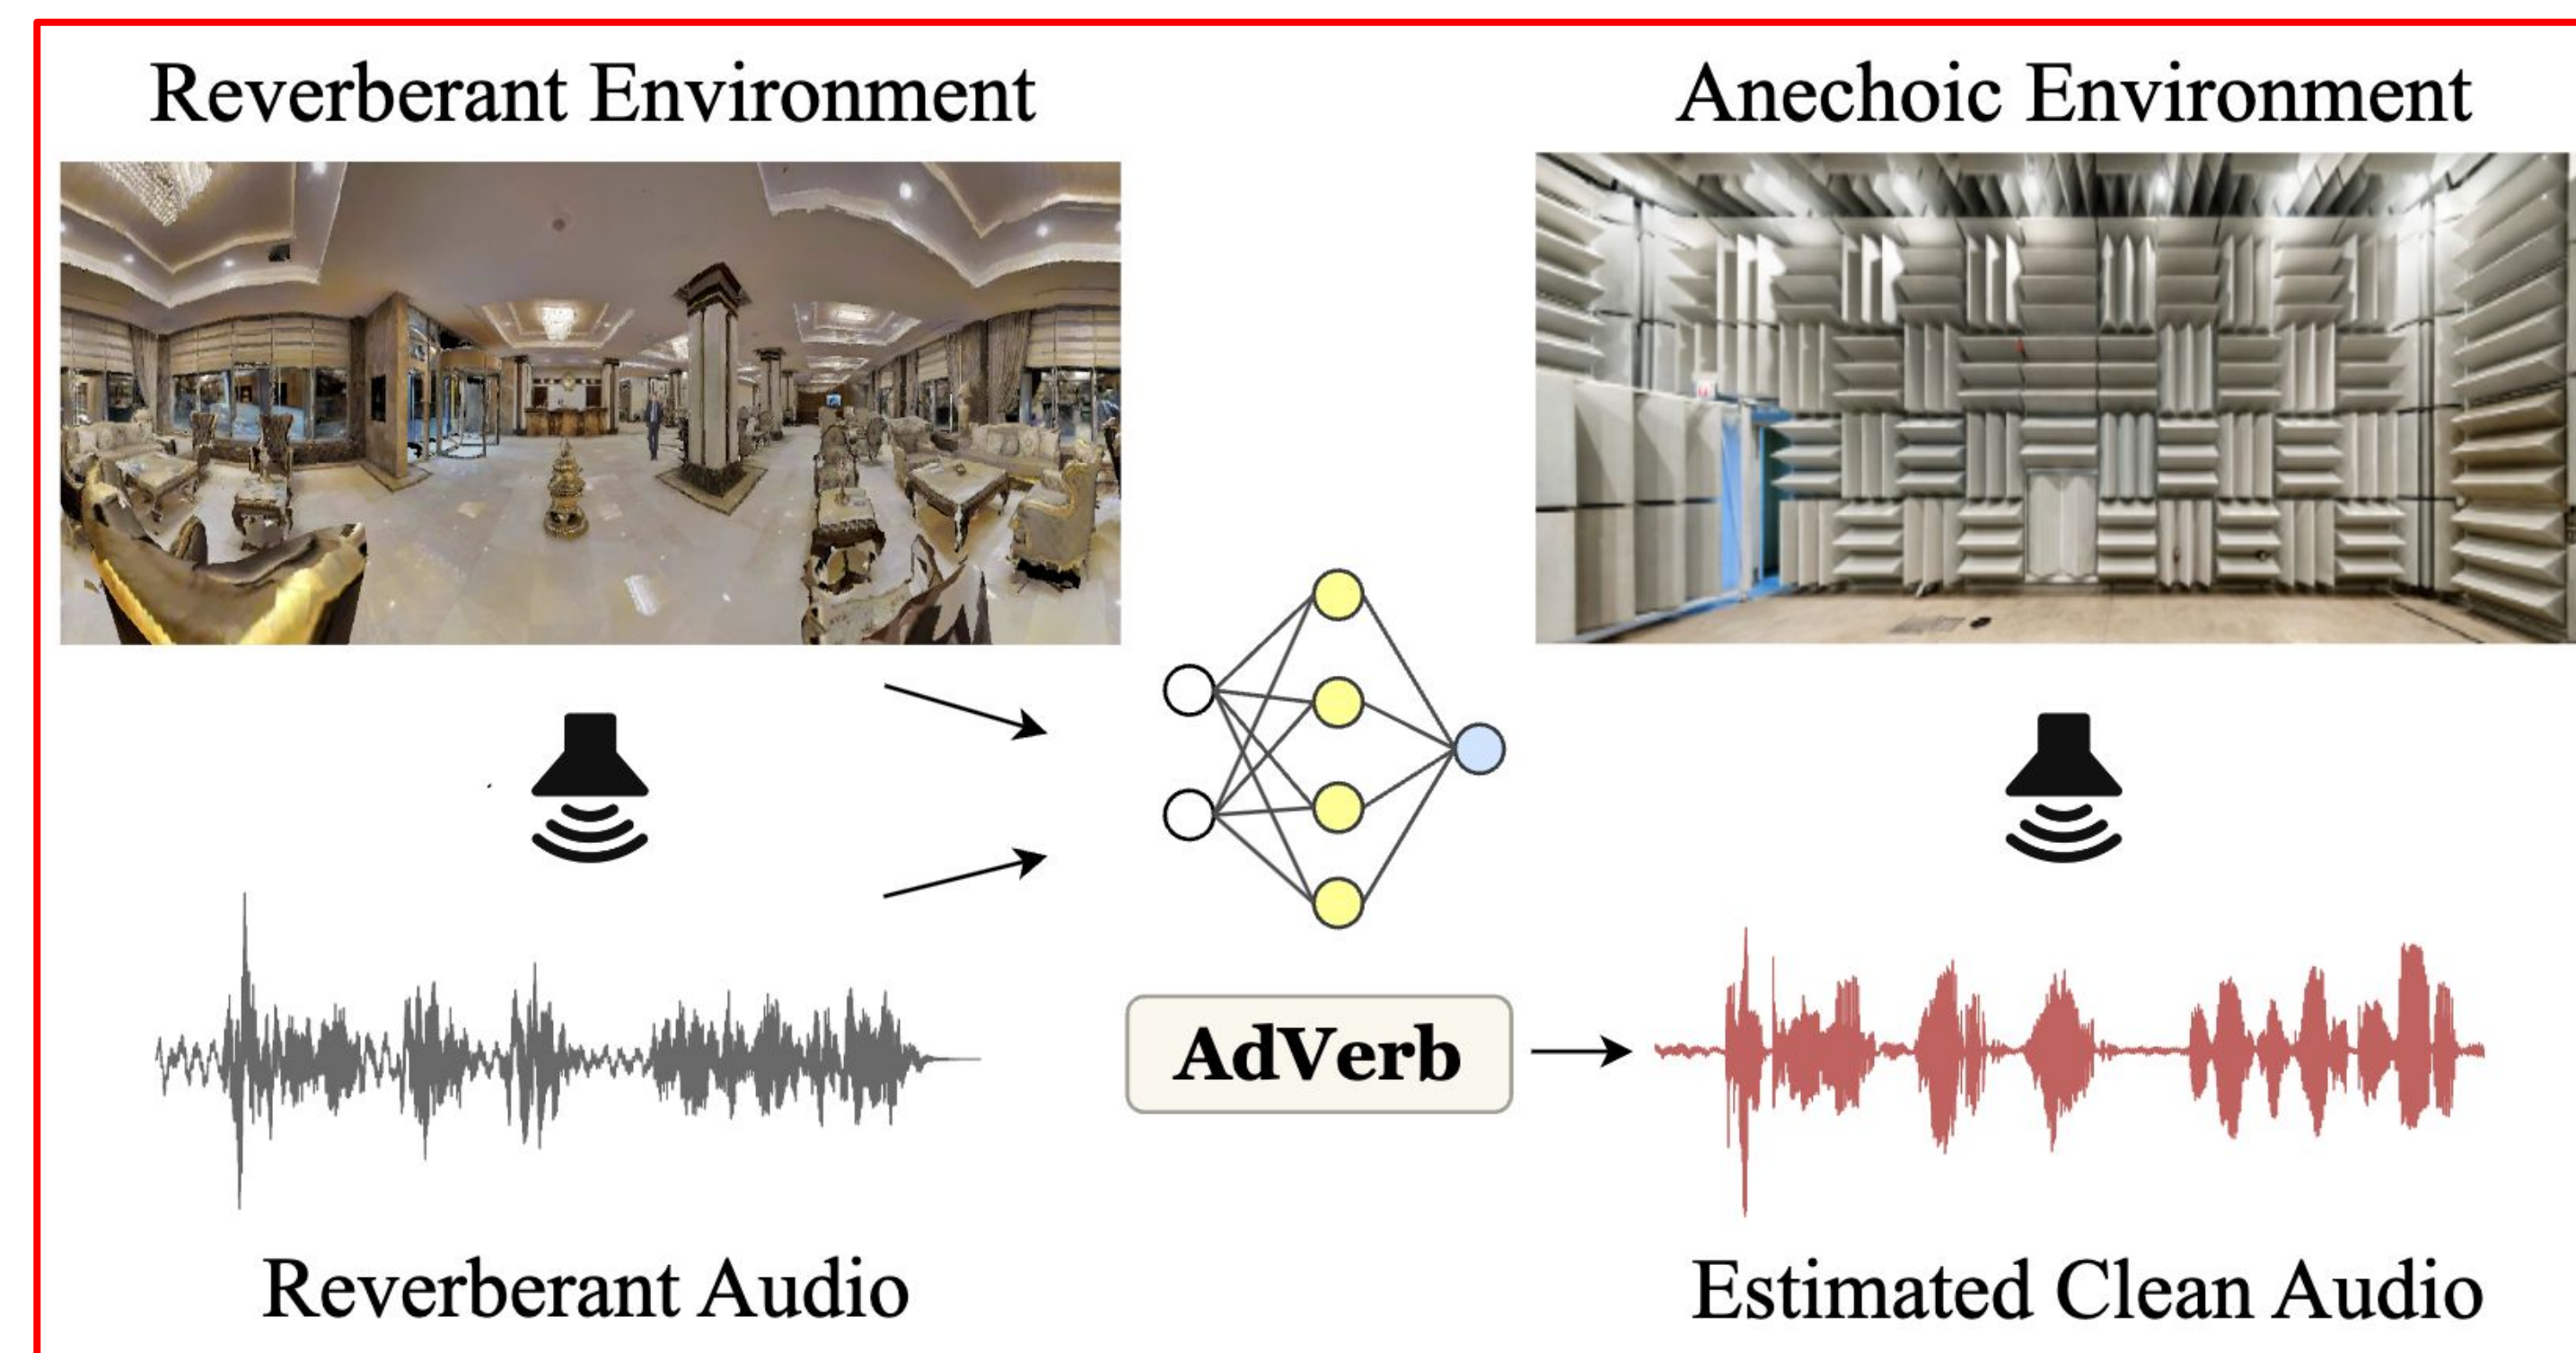 Reverberant Environment
Anechoic Environment
AdVerb
Reverberant Audio
Estimated Clean Audio